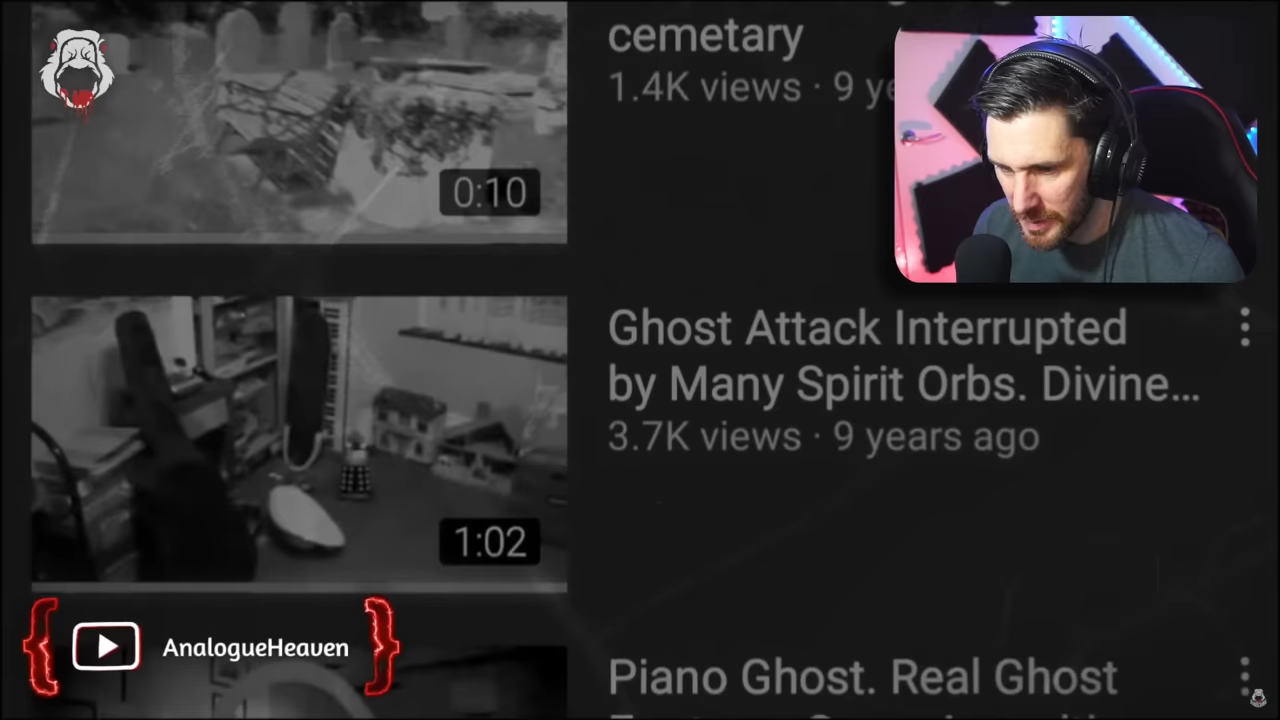 cemetary
1.4K views · 9 ye
0:10
Ghost Attack Interrupted
by Many Spirit Orbs. Divine...
3.7K views · 9 years ago
1:02
AnalogueHeaven
Piano Ghost. Real Ghost